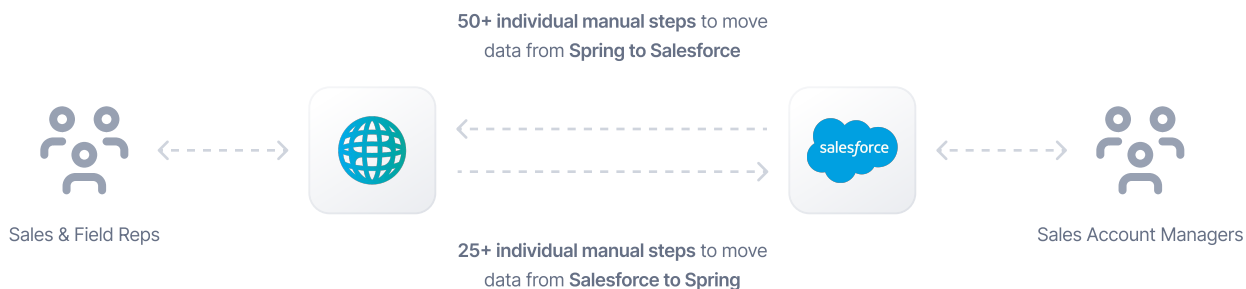 50+ individual manual steps to move
data from Spring to Salesforce
salesforce
Sales & Field Reps
Sales Account Managers
25+ individual manual steps to move
data from Salesforce to Spring